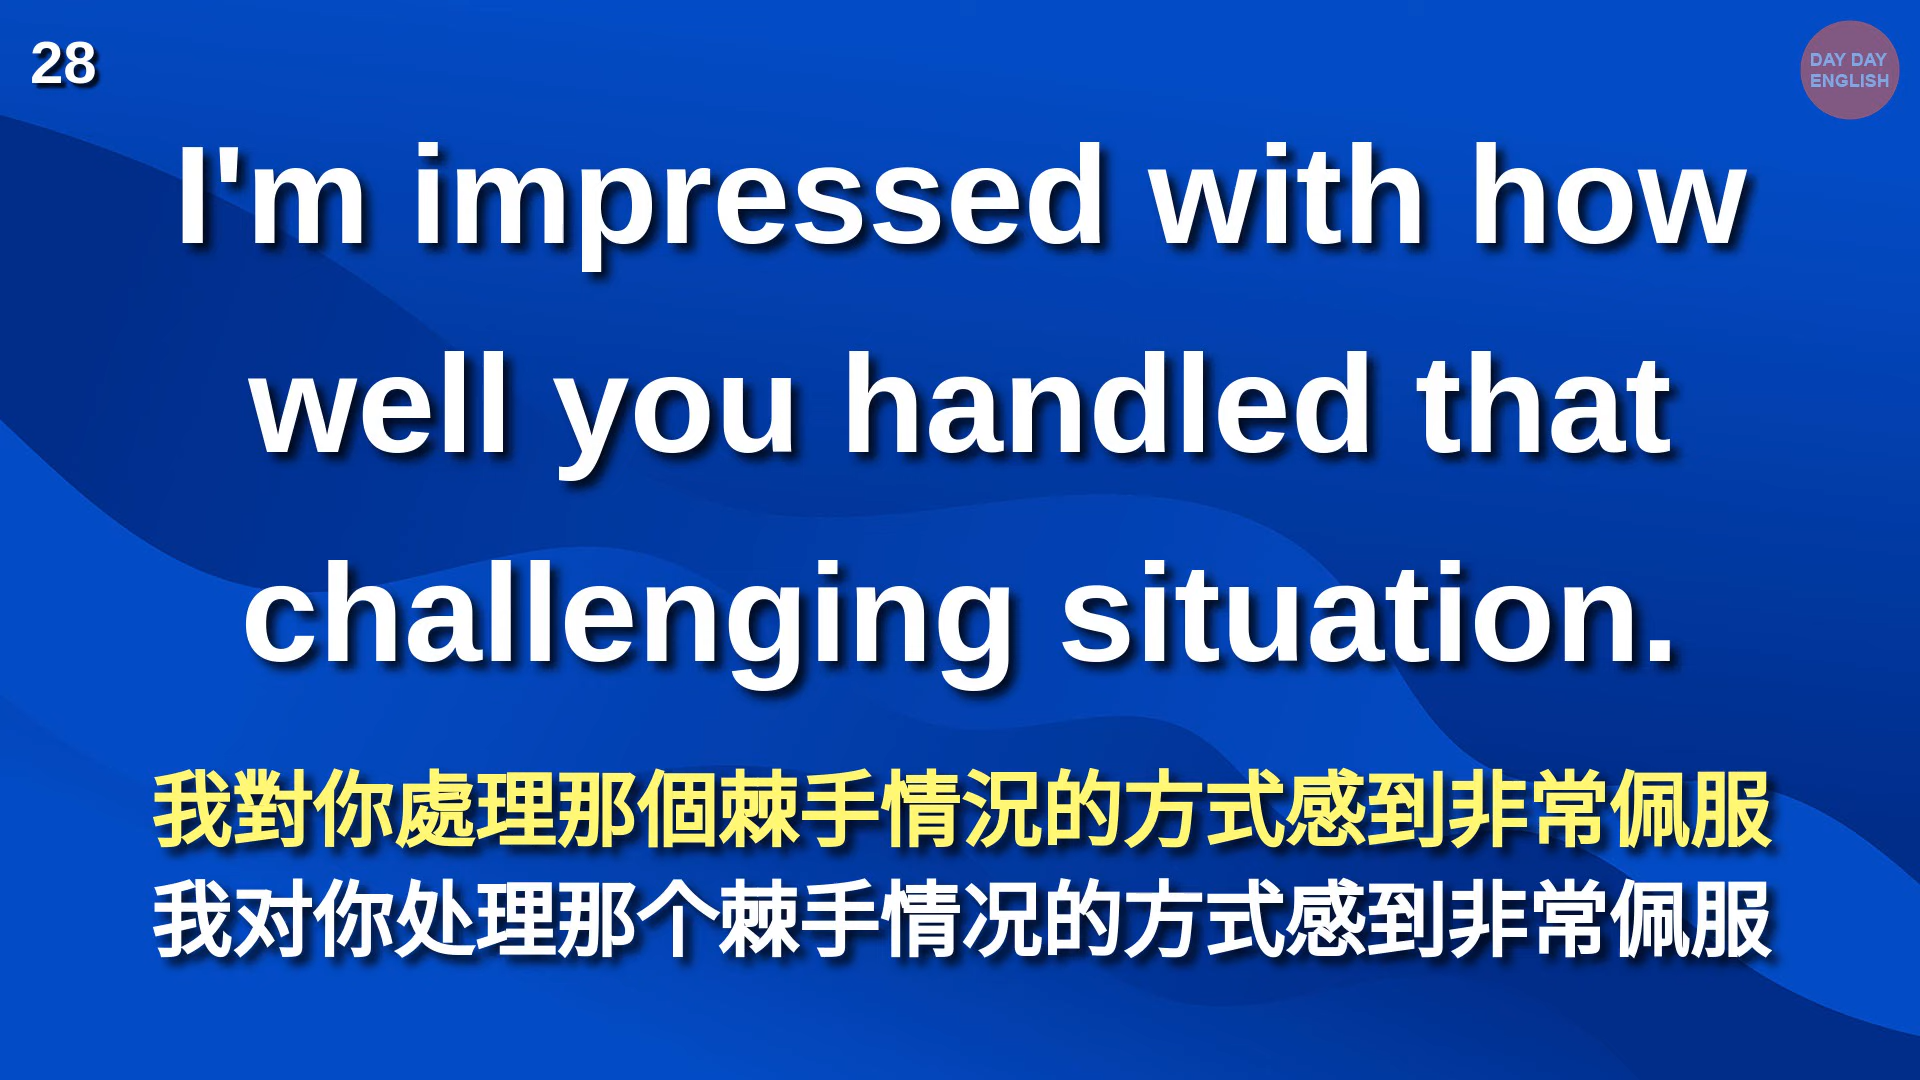 28
DAY DAY
ENGLISH
I'm impressed with how
well you handled that
challenging situation.
我對你處理那個棘手情況的方式感到非常佩服
我对你处理那个棘手情况的方式感到非常佩服